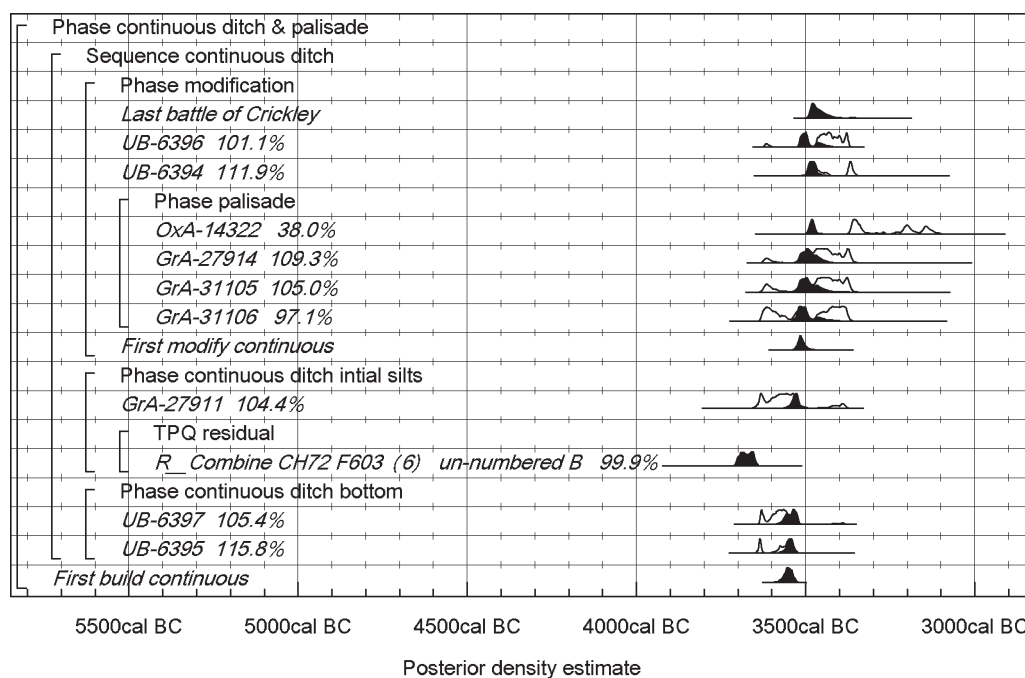 Phase continuous ditch & palisade
Sequence continuous ditch
Phase modification
Last battle of Crickley
UB-6396 101.1%
UB-6394 111.9%
Phase palisade
OxA-14322 38.0%
GrA-27914 109.3%
GrA-31105 105.0%
GrA-31106 97.1%
First modify continuous
Phase continuous ditch intial silts
GrA-27911 104.4%
TPQ residual
R_Combine CH72 F603 (6) un-numbered B 99.9%
Phase continuous ditch bottom
UB-6397 105.4%
UB-6395 115.8%
First build continuous
5500cal BC 5000cal BC 4500cal BC 4000cal BC 3500cal BC 3000cal BC
Posterior density estimate